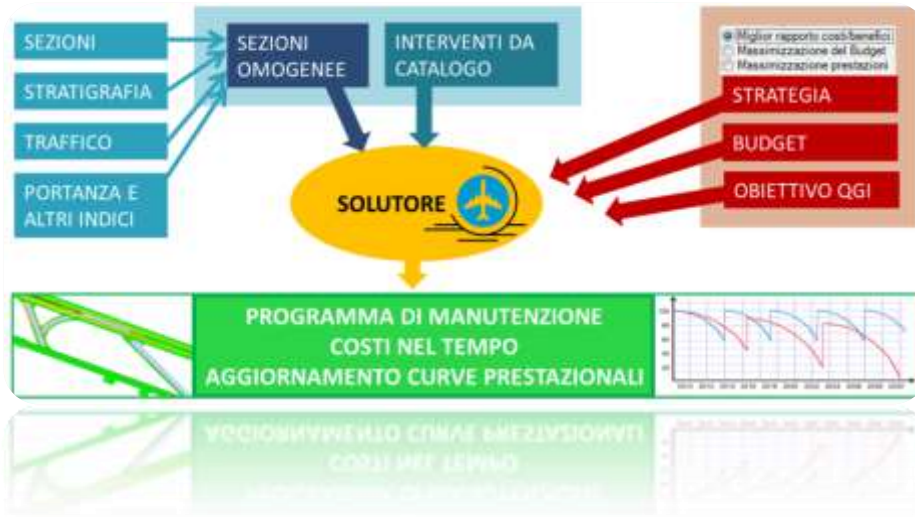 SEZIONI
STRATIGRAFIA
TRAFFICO
PORTANZA E
ALTRI INDICI
SEZIONI
OMOGENEE
INTERVENTI DA
CATALOGO
Miglior rapporto costi/benefici
Massimizzazione del Budget
Massimizzazione prestazioni
STRATEGIA
BUDGET
OBIETTIVO QGI
SOLUTORE
PROGRAMMA DI MANUTENZIONE
COSTI NEL TEMPO
AGGIORNAMENTO CURVE PRESTAZIONALI